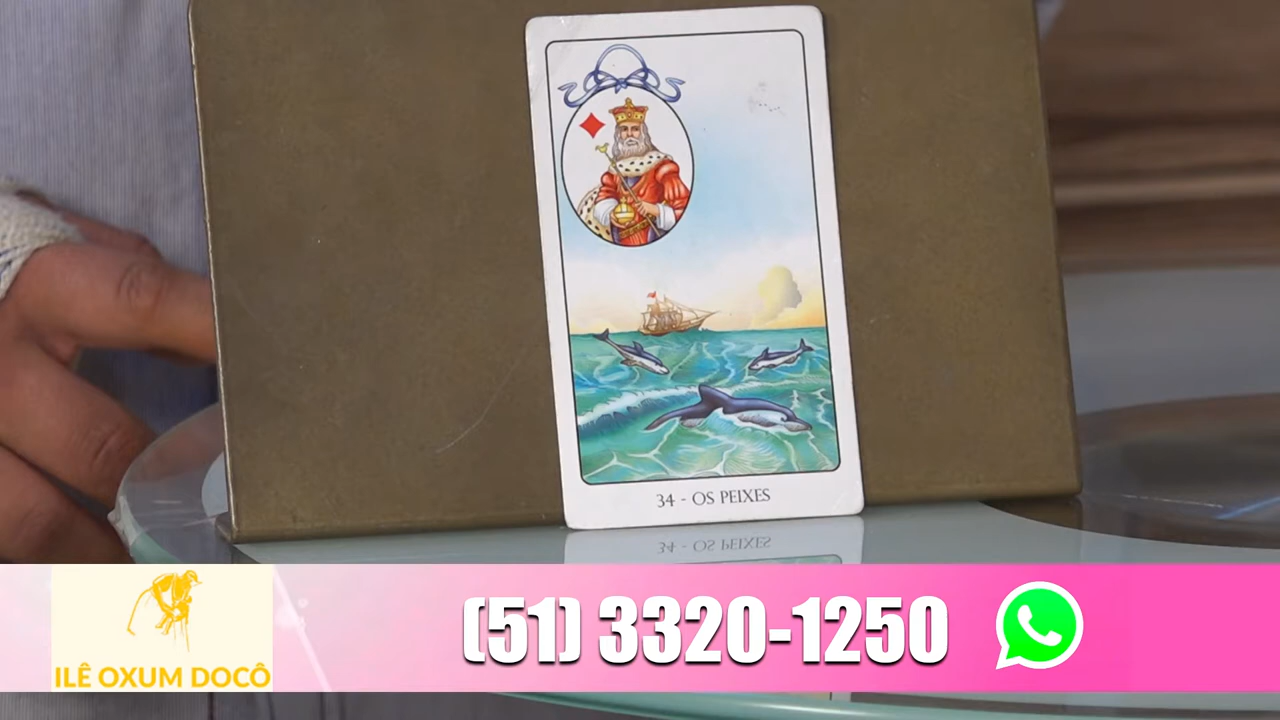 34 - OS PEIXES
34 - OS PEIXES
ILÊ OXUM DOCÔ
(51) 3320-1250